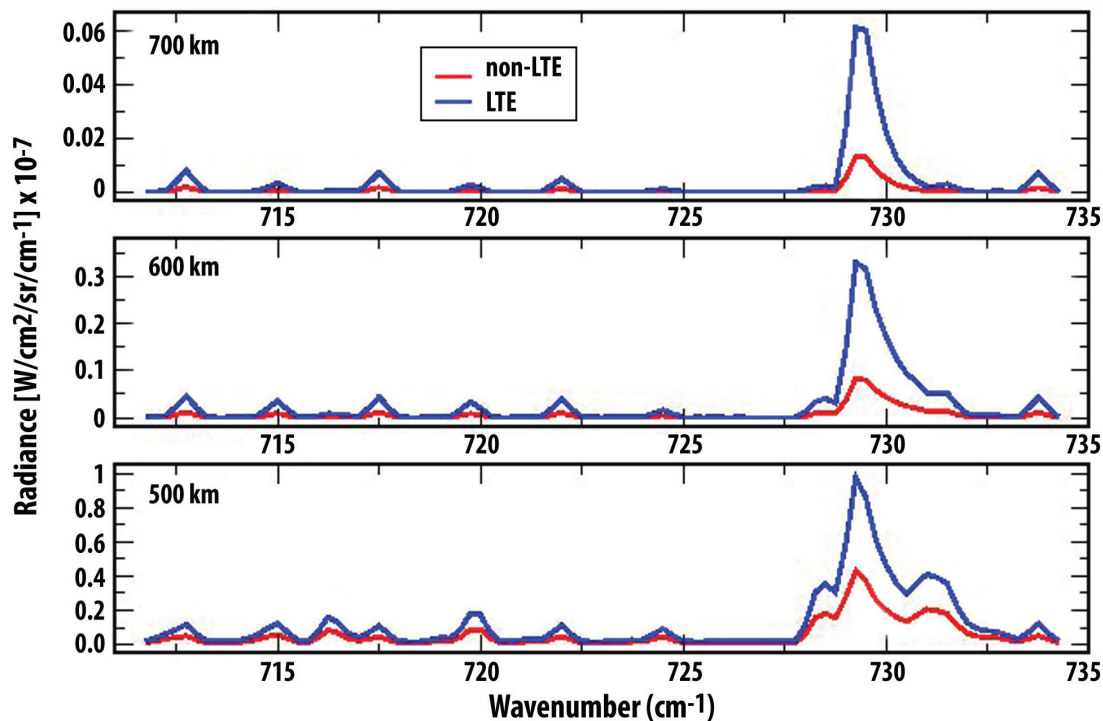 Radiance [W/cm2/sr/cm-1] x 10-7
700 km
non-LTE
LTE
0.06
0.04
0.02
0
715 720 725 730 735
600 km
0.3
0.2
0.1
0
715 720 725 730 735
500 km
1
0.8
0.6
0.4
0.2
0.0
715 720 725 730 735
Wavenumber (cm-1)